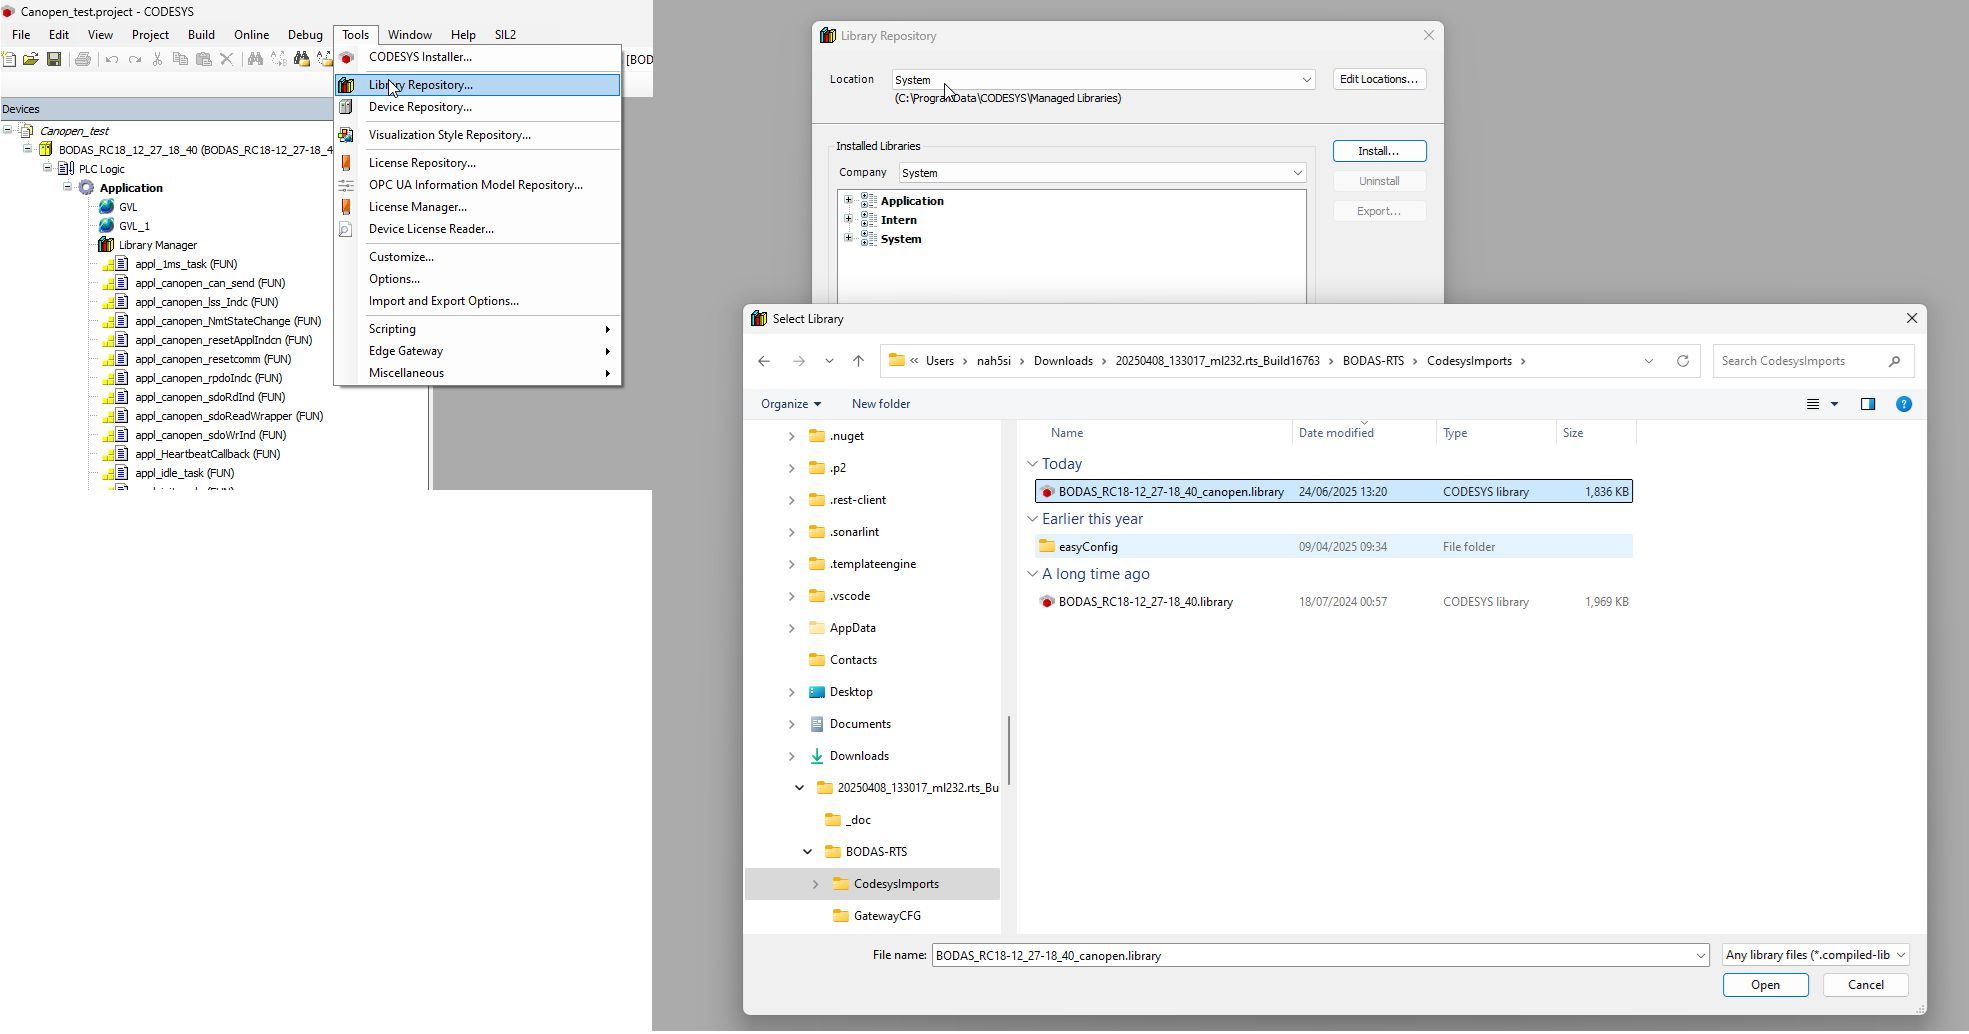 Canopen_test.project - CODESYS
File Edit View Project Build Online Debug Tools Window Help SIL2
[BOD
CODESYS Installer...
Library Repository...
Device Repository...
Visualization Style Repository...
License Repository...
OPC UA Information Model Repository...
License Manager...
Device License Reader...
Customize...
Options...
Import and Export Options...
Scripting
Edge Gateway
Miscellaneous
Devices
Canopen_test
BODAS_RC18_12_27_18_40 (BODAS_RC18-12_27-18_4
PLC Logic
Application
GVL
GVL_1
Library Manager
appl_1ms_task (FUN)
appl_canopen_can_send (FUN)
appl_canopen_lss_Indc (FUN)
appl_canopen_NmtStateChange (FUN)
appl_canopen_resetApplIndcn (FUN)
appl_canopen_resetcomm (FUN)
appl_canopen_rpdoIndc (FUN)
appl_canopen_sdoRdInd (FUN)
appl_canopen_sdoReadWrapper (FUN)
appl_canopen_sdoWrInd (FUN)
appl_HeartbeatCallback (FUN)
appl_idle_task (FUN)
Library Repository
Location System Edit Locations...
(C:\ProgramData\CODESYS\Managed Libraries)
Installed Libraries
Company System
Application
Intern
System
Install...
Uninstall
Export...
Select Library
« Users › nah5si › Downloads › 20250408_133017_ml232.rts_Build16763 › BODAS-RTS › CodesysImports ›
Search CodesysImports
Organize New folder
.nuget
.p2
.rest-client
.sonarlint
.templateengine
.vscode
AppData
Contacts
Desktop
Documents
Downloads
20250408_133017_ml232.rts_Bu
_doc
BODAS-RTS
CodesysImports
GatewayCFG
Name Date modified Type Size
Today
BODAS_RC18-12_27-18_40_canopen.library 24/06/2025 13:20 CODESYS library 1,836 KB
Earlier this year
easyConfig 09/04/2025 09:34 File folder
A long time ago
BODAS_RC18-12_27-18_40.library 18/07/2024 00:57 CODESYS library 1,969 KB
File name: BODAS_RC18-12_27-18_40_canopen.library Any library files (*.compiled-lib
Open Cancel